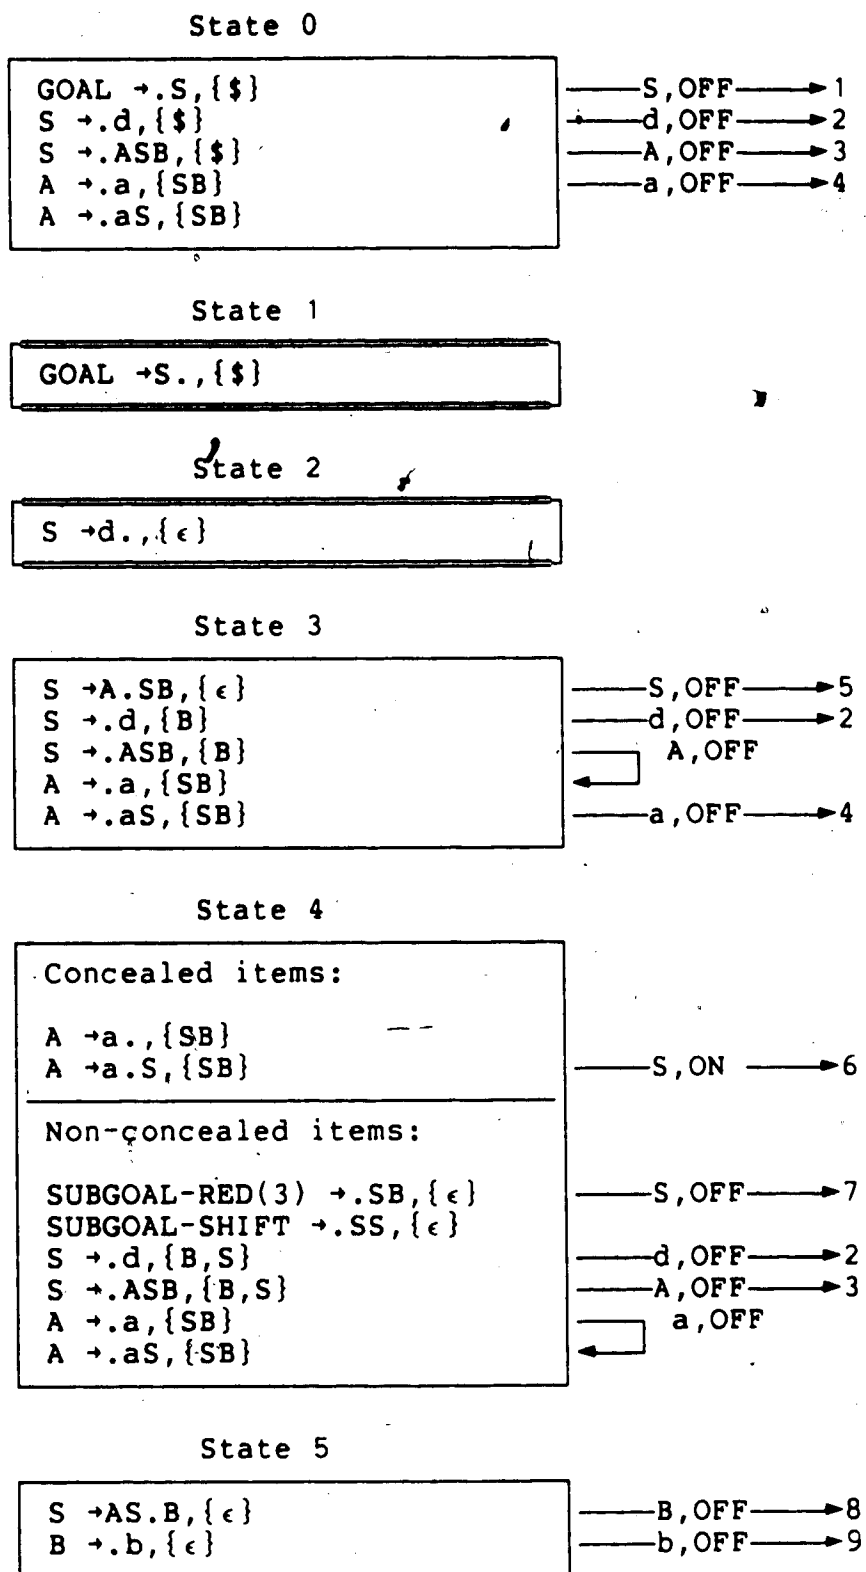 State 0
GOAL →.S,{$} S,OFF 1
S →.d,{$} d,OFF 2
S →.ASB,{$} A,OFF 3
A →.a,{SB} a,OFF 4
A →.aS,{SB}
State 1
GOAL →S.,{$}
State 2
S →d.,{ϵ}
State 3
S →A.SB,{ϵ} S,OFF 5
S →.d,{B} d,OFF 2
S →.ASB,{B} A,OFF
A →.a,{SB}
A →.aS,{SB} a,OFF 4
State 4
Concealed items:
A →a.,{SB}
A →a.S,{SB} S,ON 6
Non-concealed items:
SUBGOAL-RED(3) →.SB,{ϵ} S,OFF 7
SUBGOAL-SHIFT →.SS,{ϵ}
S →.d,{B,S} d,OFF 2
S →.ASB,{B,S} A,OFF 3
A →.a,{SB} a,OFF
A →.aS,{SB}
State 5
S →AS.B,{ϵ} B,OFF 8
B →.b,{ϵ} b,OFF 9